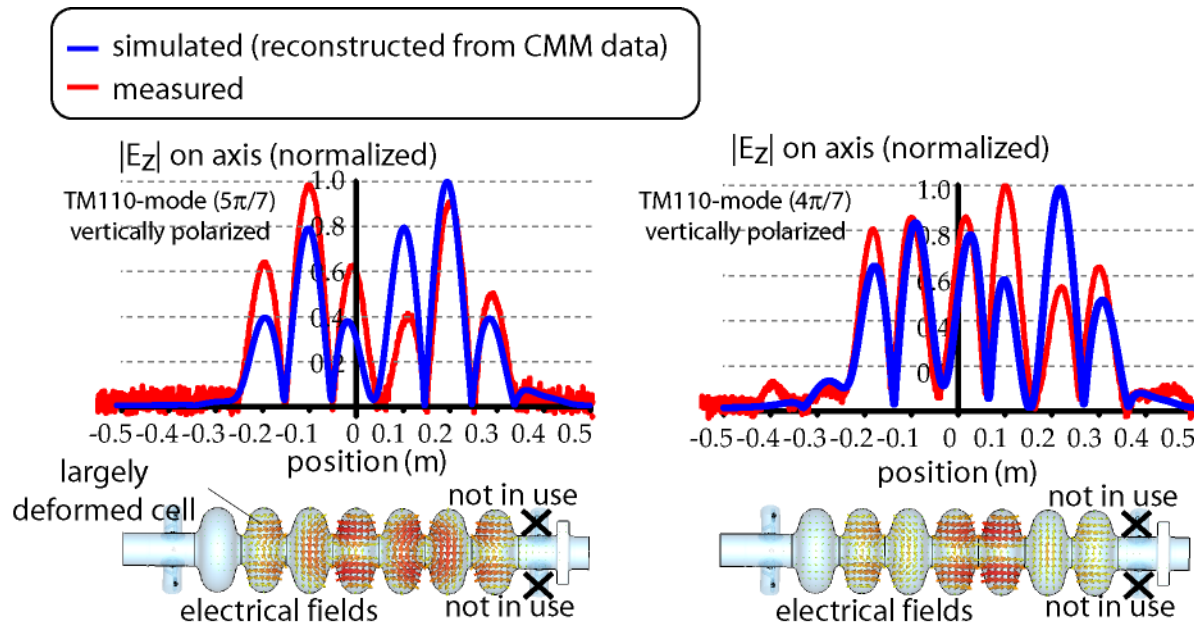 simulated (reconstructed from CMM data)
measured
|Ez| on axis (normalized)
TM110-mode (5π/7)
vertically polarized
1.0
0.8
0.6
0.4
0.2
-0.5 -0.4 -0.3 -0.2 -0.1 0 0.1 0.2 0.3 0.4 0.5
position (m)
largely
deformed cell
not in use
electrical fields
not in use
|Ez| on axis (normalized)
TM110-mode (4π/7)
vertically polarized
1.0
0.8
0.6
0.4
0
-0.5 -0.4 -0.3 -0.2 -0.1 0 0.1 0.2 0.3 0.4 0.5
position (m)
not in use
electrical fields
not in use